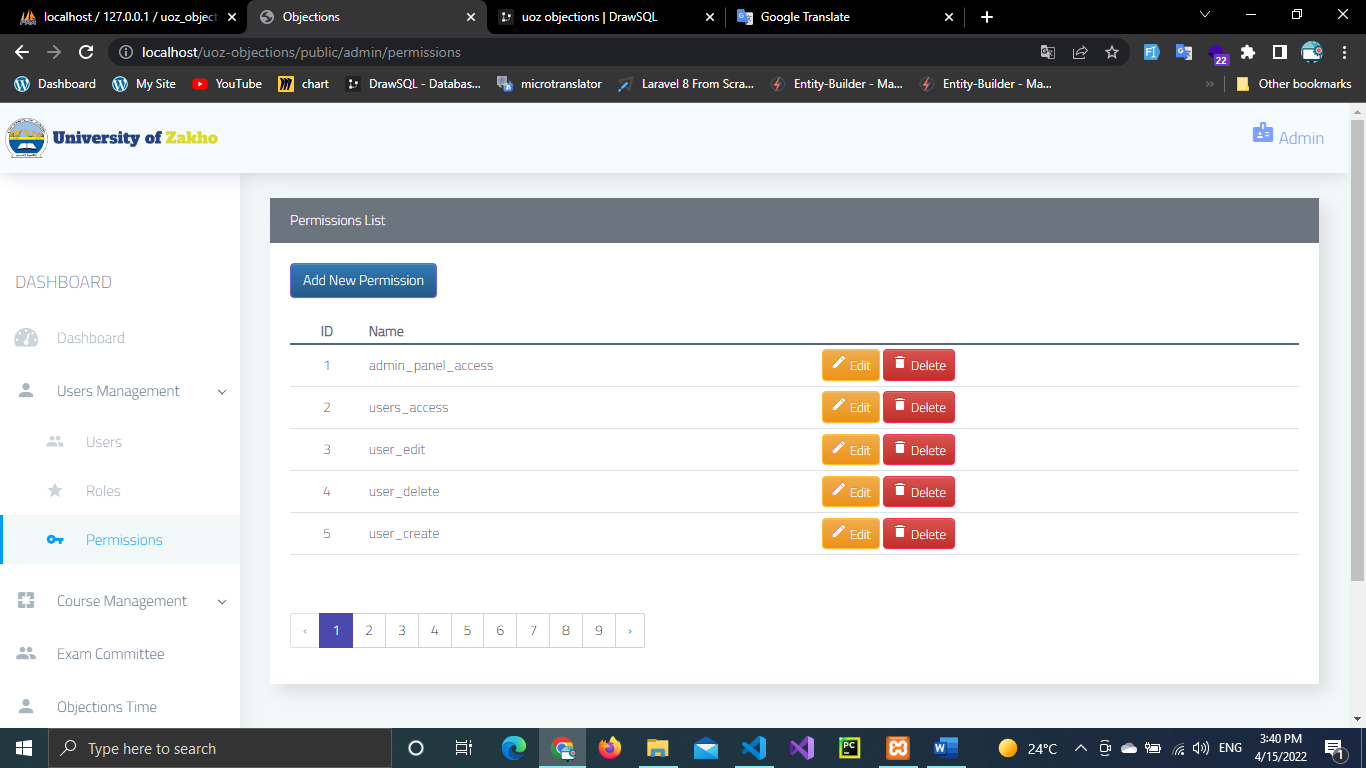 localhost / 127.0.0.1 / uoz_object
Objections
uoz objections | DrawSQL
Google Translate
localhost/uoz-objections/public/admin/permissions
22
Dashboard
My Site
YouTube
chart
DrawSQL - Databas...
microtranslator
Laravel 8 From Scra...
Entity-Builder - Ma...
Entity-Builder - Ma...
Other bookmarks
University of Zakho
Admin
DASHBOARD
Dashboard
Users Management
Users
Roles
Permissions
Course Management
Exam Committee
Objections Time
Permissions List
Add New Permission
ID Name
1 admin_panel_access Edit Delete
2 users_access Edit Delete
3 user_edit Edit Delete
4 user_delete Edit Delete
5 user_create Edit Delete
‹ 1 2 3 4 5 6 7 8 9 ›
Type here to search
24°C
ENG
3:40 PM
4/15/2022
1